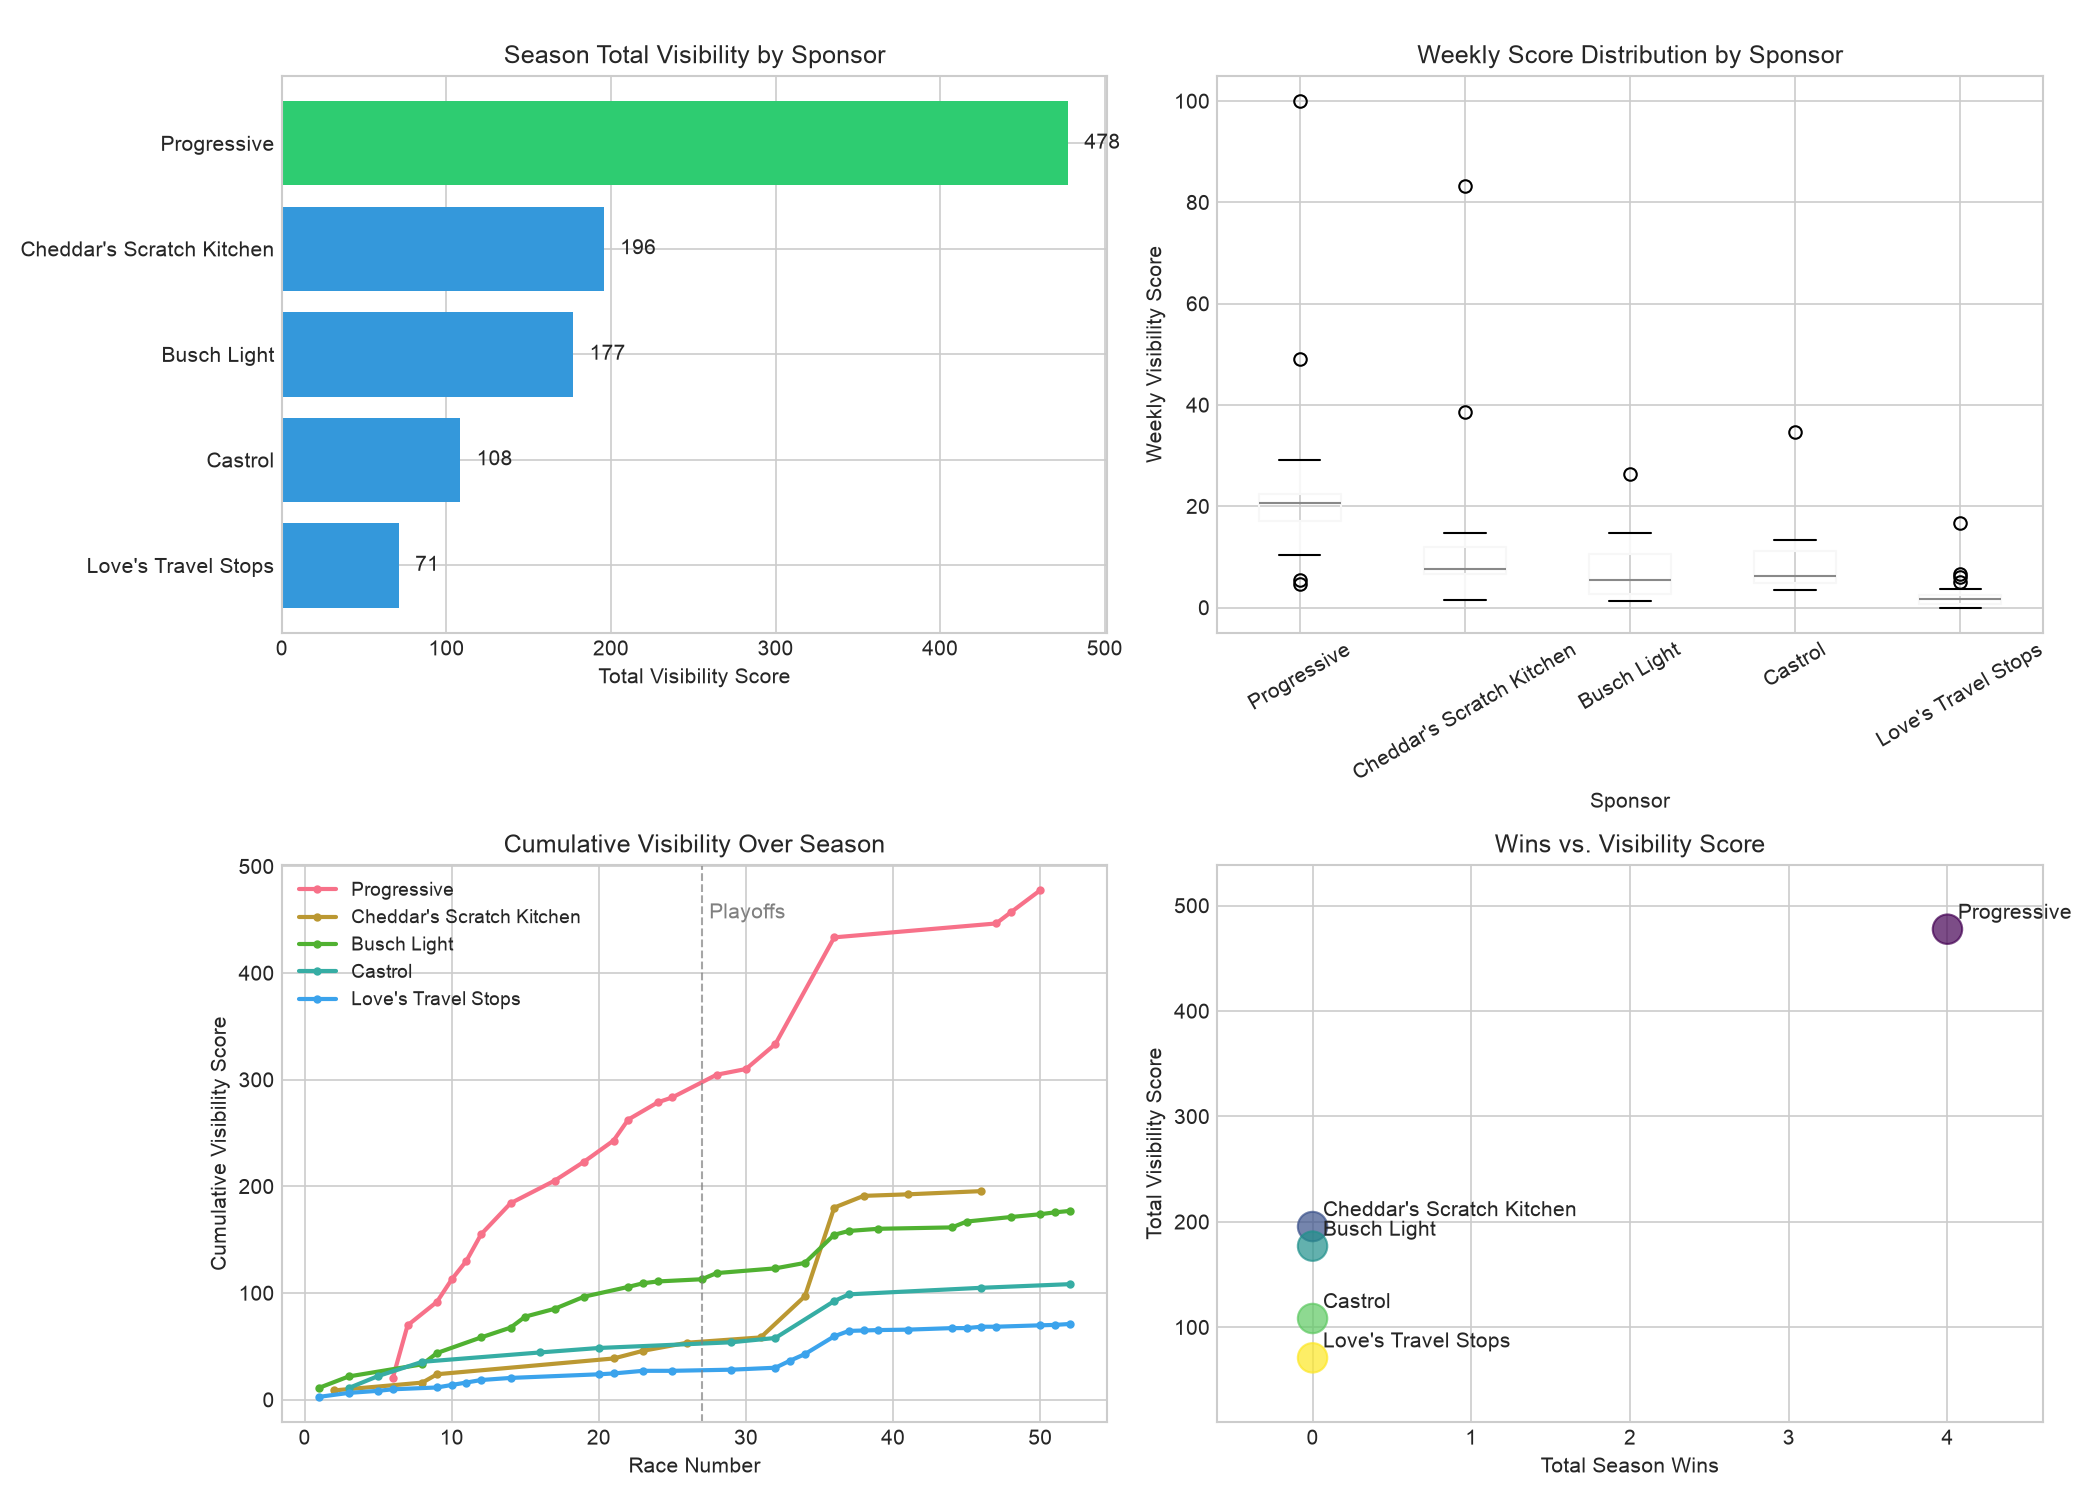 Season Total Visibility by Sponsor
Progressive
Cheddar's Scratch Kitchen
Busch Light
Castrol
Love's Travel Stops
478
196
177
108
71
0 100 200 300 400 500
Total Visibility Score
Weekly Score Distribution by Sponsor
Weekly Visibility Score
100
80
60
40
20
0
Progressive
Cheddar's Scratch Kitchen
Busch Light
Castrol
Love's Travel Stops
Sponsor
Cumulative Visibility Over Season
Cumulative Visibility Score
500
400
300
200
100
0
Progressive
Cheddar's Scratch Kitchen
Busch Light
Castrol
Love's Travel Stops
Playoffs
0 10 20 30 40 50
Race Number
Wins vs. Visibility Score
Total Visibility Score
500
400
300
200
100
Progressive
Cheddar's Scratch Kitchen
Busch Light
Castrol
Love's Travel Stops
0 1 2 3 4
Total Season Wins